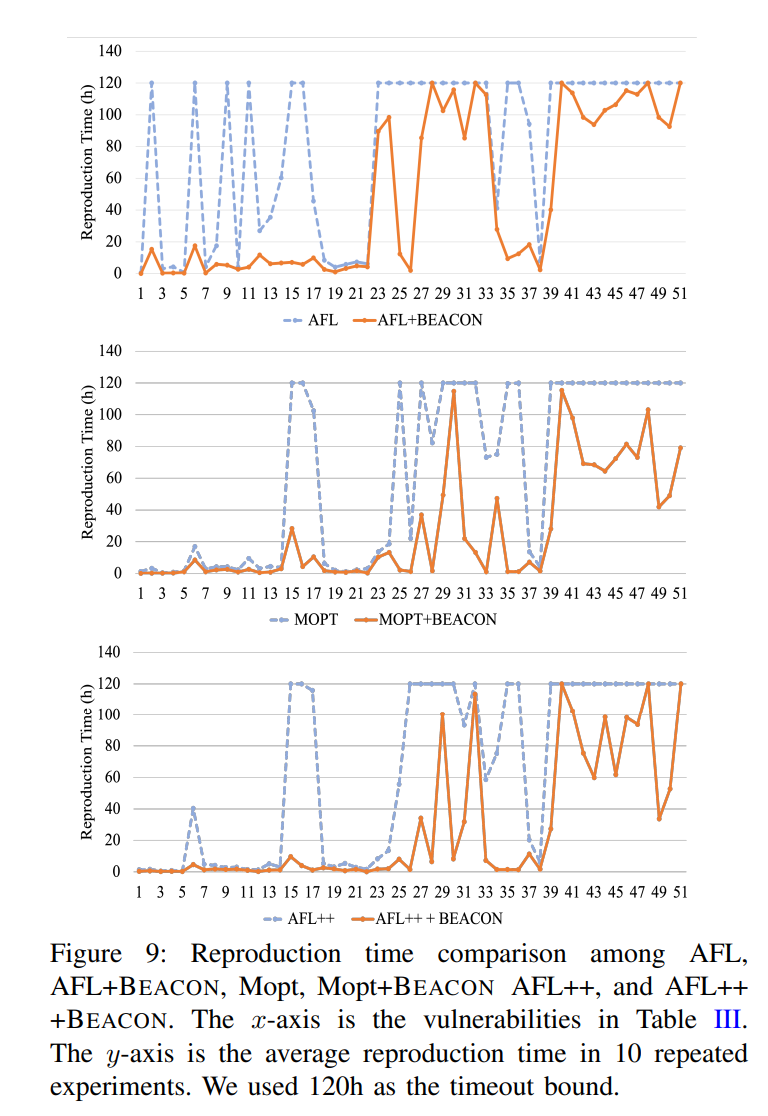 140
120
100
80
60
40
20
0
Reproduction Time (h)
1 3 5 7 9 11 13 15 17 19 21 23 25 27 29 31 33 35 37 39 41 43 45 47 49 51
AFL AFL+BEACON
140
120
100
80
60
40
20
0
Reproduction Time (h)
1 3 5 7 9 11 13 15 17 19 21 23 25 27 29 31 33 35 37 39 41 43 45 47 49 51
MOPT MOPT+BEACON
140
120
100
80
60
40
20
0
Reproduction Time (h)
1 3 5 7 9 11 13 15 17 19 21 23 25 27 29 31 33 35 37 39 41 43 45 47 49 51
AFL++ AFL++ + BEACON
Figure 9: Reproduction time comparison among AFL,
AFL+BEACON, Mopt, Mopt+BEACON AFL++, and AFL++
+BEACON. The x-axis is the vulnerabilities in Table III.
The y-axis is the average reproduction time in 10 repeated
experiments. We used 120h as the timeout bound.